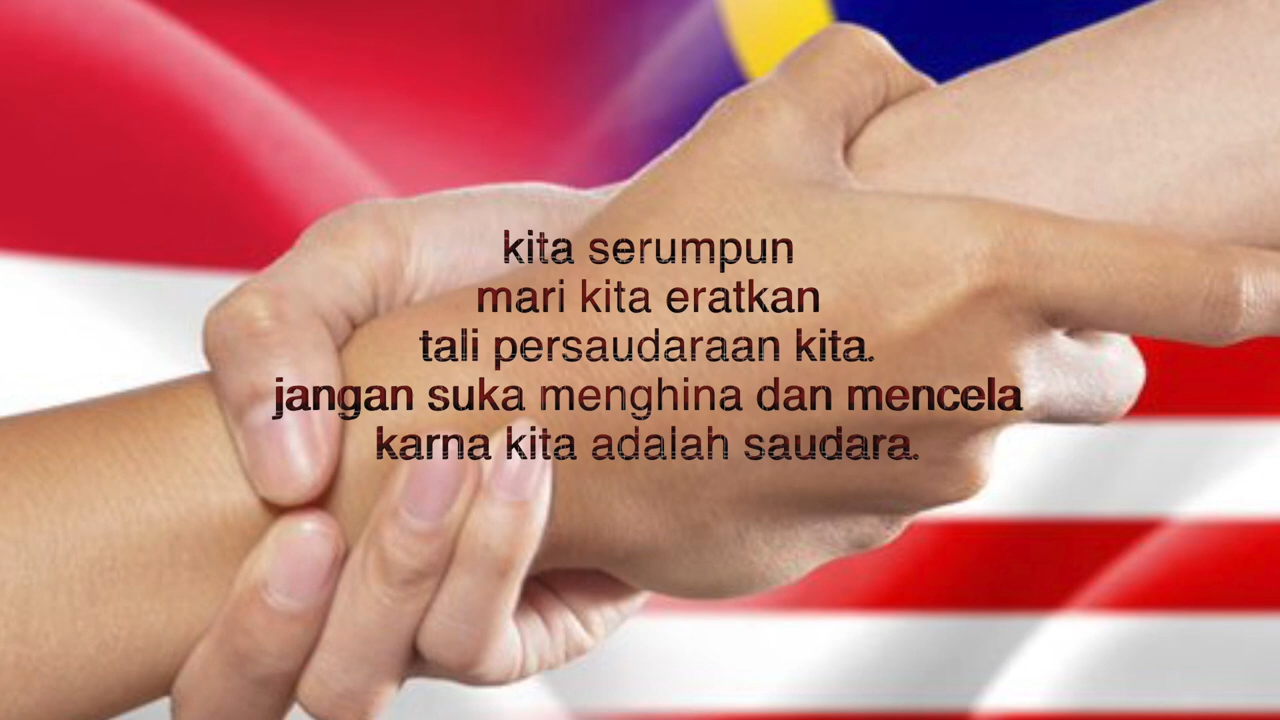 kita serumpun
mari kita eratkan
tali persaudaraan kita.
jangan suka menghina dan mencela
karna kita adalah saudara.